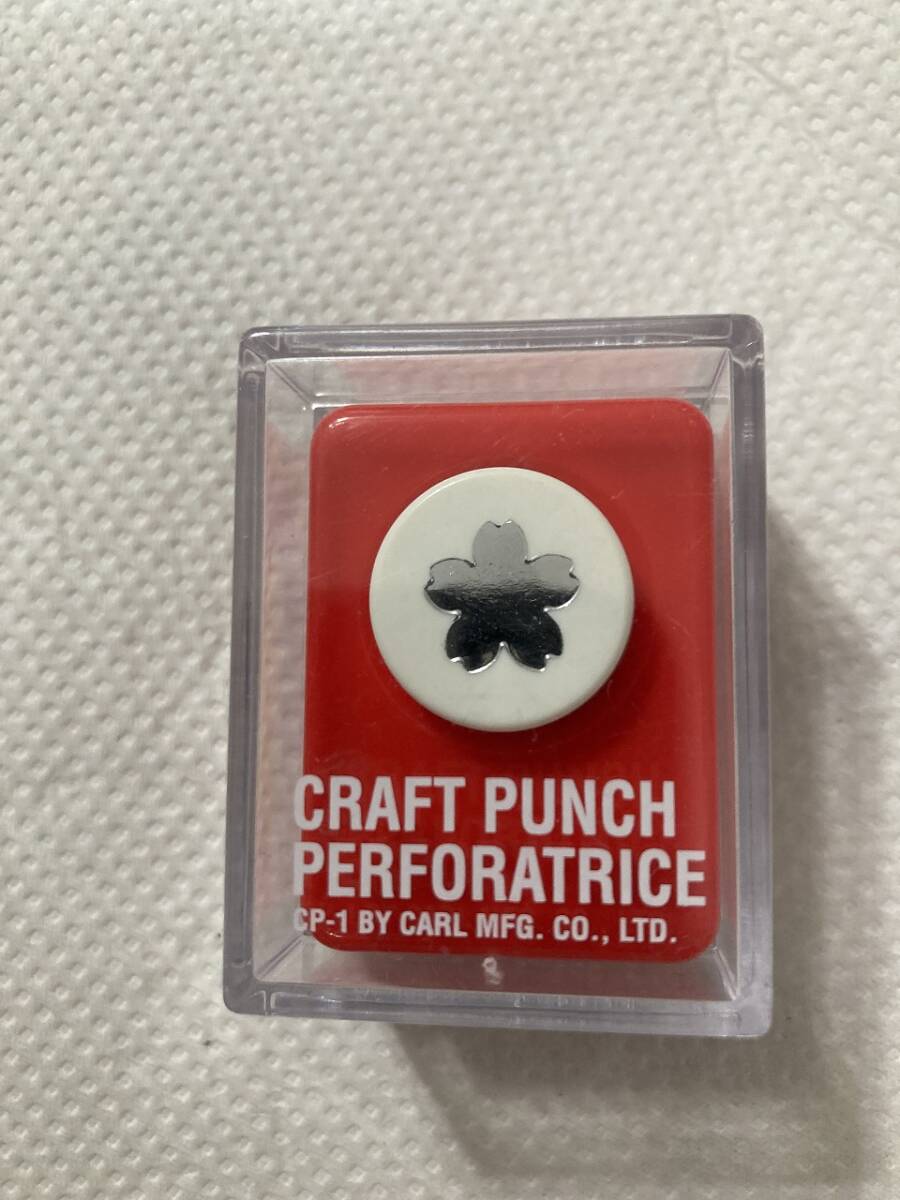 CRAFT PUNCH
PERFORATRICE
CP-1 BY CARL MFG. CO., LTD.